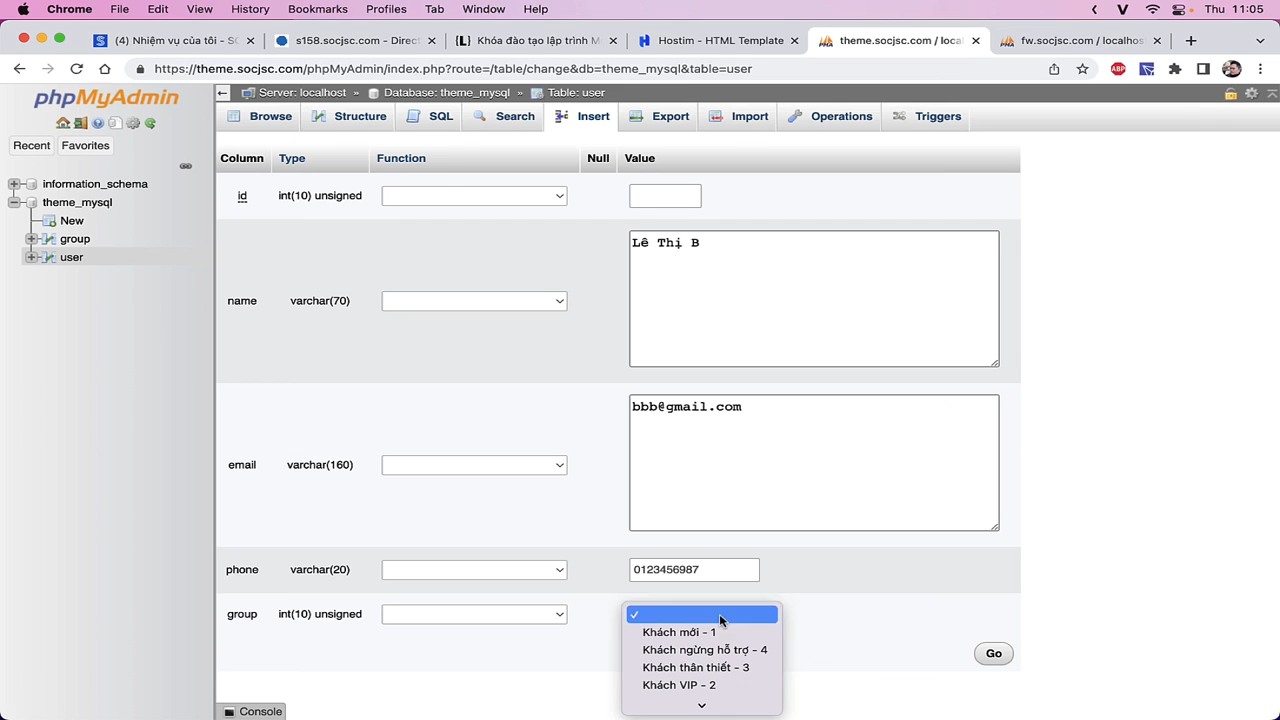 Chrome File Edit View History Bookmarks Profiles Tab Window Help Thu 11:05
(4) Nhiệm vụ của tôi - SO s158.socjsc.com - Direct Khóa đào tạo lập trình M Hostim - HTML Template theme.socjsc.com / local fw.socjsc.com / localhos
https://theme.socjsc.com/phpMyAdmin/index.php?route=/table/change&db=theme_mysql&table=user
phpMyAdmin
Recent Favorites
information_schema
theme_mysql
New
group
user
Server: localhost » Database: theme_mysql » Table: user
Browse Structure SQL Search Insert Export Import Operations Triggers
Column Type Function Null Value
id int(10) unsigned
name varchar(70) Lê Thị B
email varchar(160) bbb@gmail.com
phone varchar(20) 0123456987
group int(10) unsigned
Khách mới - 1
Khách ngừng hỗ trợ - 4
Khách thân thiết - 3
Khách VIP - 2
Go
Console